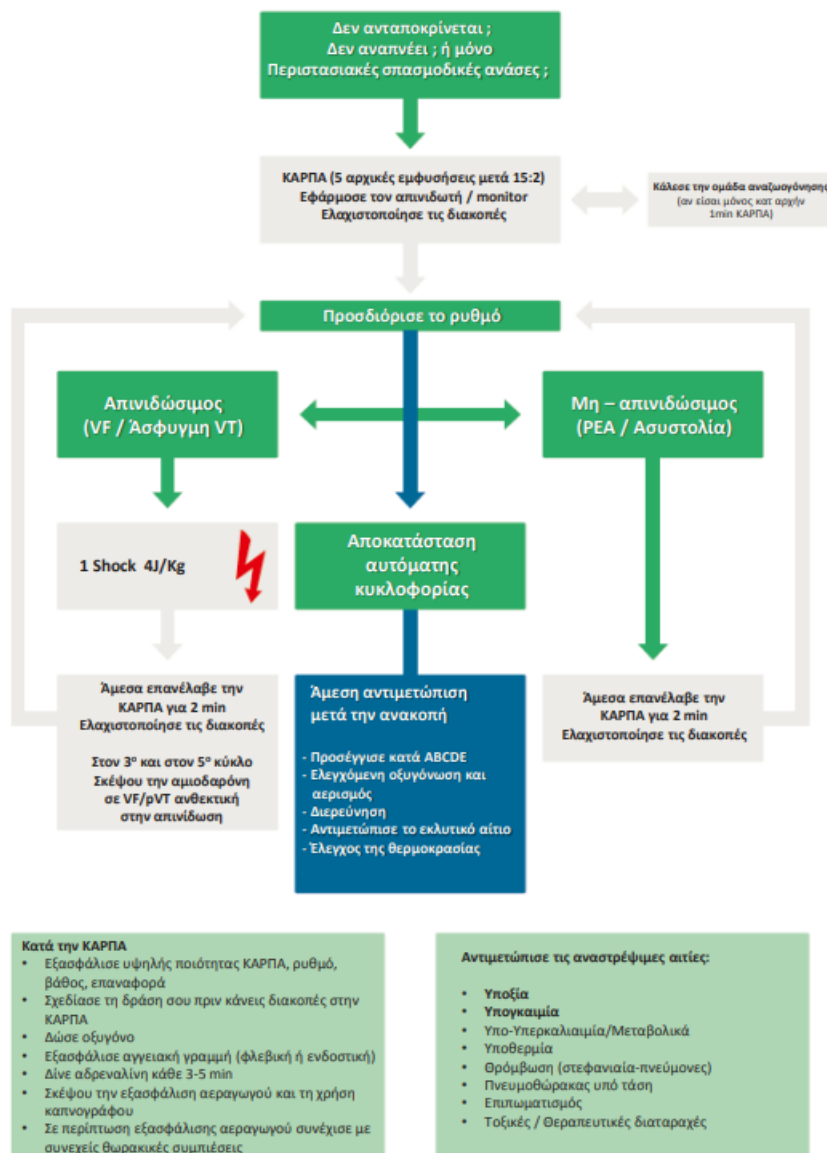 Δεν ανταποκρίνεται ;
Δεν αναπνέει ; ή μόνο
Περιστασιακές σπασμοδικές ανάσες ;
ΚΑΡΠΑ (5 αρχικές εμφυσήσεις μετά 15:2)
Εφάρμοσε τον απινιδωτή / monitor
Ελαχιστοποίησε τις διακοπές
Κάλεσε την ομάδα αναζωογόνησης
(αν είσαι μόνος κατ αρχήν
1min ΚΑΡΠΑ)
Προσδιόρισε το ρυθμό
Απινιδώσιμος
(VF / Άσφυγμη VT)
Μη – απινιδώσιμος
(PEA / Ασυστολία)
1 Shock 4J/Kg
Αποκατάσταση
αυτόματης
κυκλοφορίας
Άμεσα επανέλαβε την
ΚΑΡΠΑ για 2 min
Ελαχιστοποίησε τις διακοπές
Στον 3ο και στον 5ο κύκλο
Σκέψου την αμιοδαρόνη
σε VF/pVT ανθεκτική
στην απινίδωση
Άμεση αντιμετώπιση
μετά την ανακοπή
- Προσέγγισε κατά ABCDE
- Ελεγχόμενη οξυγόνωση και
αερισμός
- Διερεύνηση
- Αντιμετώπισε το εκλυτικό αίτιο
- Έλεγχος της θερμοκρασίας
Άμεσα επανέλαβε την
ΚΑΡΠΑ για 2 min
Ελαχιστοποίησε τις διακοπές
Κατά την ΚΑΡΠΑ
• Εξασφάλισε υψηλής ποιότητας ΚΑΡΠΑ, ρυθμό,
βάθος, επαναφορά
• Σχεδίασε τη δράση σου πριν κάνεις διακοπές στην
ΚΑΡΠΑ
• Δώσε οξυγόνο
• Εξασφάλισε αγγειακή γραμμή (φλεβική ή ενδοστική)
• Δίνε αδρεναλίνη κάθε 3-5 min
• Σκέψου την εξασφάλιση αεραγωγού και τη χρήση
καπνογράφου
• Σε περίπτωση εξασφάλισης αεραγωγού συνέχισε με
συνεχείς θωρακικές συμπιέσεις
Αντιμετώπισε τις αναστρέψιμες αιτίες:
• Υποξία
• Υπογκαιμία
• Υπο-Υπερκαλιαιμία/Μεταβολικά
• Υποθερμία
• Θρόμβωση (στεφανιαία-πνεύμονες)
• Πνευμοθώρακας υπό τάση
• Επιπωματισμός
• Τοξικές / Θεραπευτικές διαταραχές